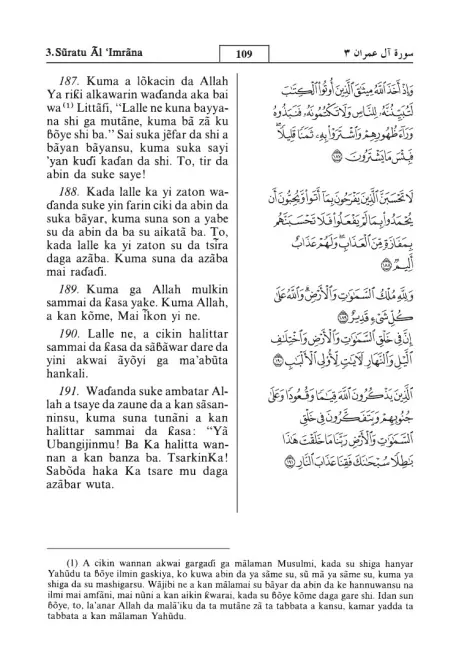 3.Sūratu Āl 'Imrāna
109
سورة آل عمران ٣
187. Kuma a lōkacin da Allah
Ya riƙi alkawarin waɗanda aka bai
wa(1) Littāfi, "Lalle ne kuna bayya-
na shi ga mutāne, kuma bā zā ku
ɓōye shi ba." Sai suka jēfar da shi a
bāyan bāyansu, kuma suka sayi
'yan kuɗi kaɗan da shi. To, tir da
abin da suke saye!
188. Kada lalle ka yi zaton wa-
ɗanda suke yin farin ciki da abin da
suka bāyar, kuma suna son a yabe
su da abin da ba su aikatā ba. To,
kada lalle ka yi zaton su da tsīra
daga azāba. Kuma suna da azāba
mai raɗaɗi.
189. Kuma ga Allah mulkin
sammai da ƙasa yake. Kuma Allah,
a kan kōme, Mai īkon yi ne.
190. Lalle ne, a cikin halittar
sammai da ƙasa da sāɓāwar dare da
yini akwai āyōyi ga ma'abūta
hankali.
191. Waɗanda suke ambatar Al-
lah a tsaye da zaune da a kan sāsan-
ninsu, kuma suna tunāni a kan
halittar sammai da ƙasa: "Yā
Ubangijinmu! Ba Ka halitta wan-
nan a kan banza ba. TsarkinKa!
Sabōda haka Ka tsare mu daga
azābar wuta.
وَإِذْ أَخَذَ ٱللَّهُ مِيثَٰقَ ٱلَّذِينَ أُوتُوا۟ ٱلْكِتَٰبَ
لَتُبَيِّنُنَّهُۥ لِلنَّاسِ وَلَا تَكْتُمُونَهُۥ فَنَبَذُوهُ
وَرَآءَ ظُهُورِهِمْ وَٱشْتَرَوْا۟ بِهِۦ ثَمَنًا قَلِيلًا ۖ
فَبِئْسَ مَا يَشْتَرُونَ ١٨٧
لَا تَحْسَبَنَّ ٱلَّذِينَ يَفْرَحُونَ بِمَآ أَتَوا۟ وَّيُحِبُّونَ أَن
يُحْمَدُوا۟ بِمَا لَمْ يَفْعَلُوا۟ فَلَا تَحْسَبَنَّهُم
بِمَفَازَةٍ مِّنَ ٱلْعَذَابِ ۖ وَلَهُمْ عَذَابٌ
أَلِيمٌ ١٨٨
وَلِلَّهِ مُلْكُ ٱلسَّمَٰوَٰتِ وَٱلْأَرْضِ ۗ وَٱللَّهُ عَلَىٰ
كُلِّ شَىْءٍ قَدِيرٌ ١٨٩
إِنَّ فِى خَلْقِ ٱلسَّمَٰوَٰتِ وَٱلْأَرْضِ وَٱخْتِلَٰفِ
ٱلَّيْلِ وَٱلنَّهَارِ لَءَايَٰتٍ لِّأُو۟لِى ٱلْأَلْبَٰبِ ١٩٠
ٱلَّذِينَ يَذْكُرُونَ ٱللَّهَ قِيَٰمًا وَقُعُودًا وَعَلَىٰ
جُنُوبِهِمْ وَيَتَفَكَّرُونَ فِى خَلْقِ
ٱلسَّمَٰوَٰتِ وَٱلْأَرْضِ رَبَّنَا مَا خَلَقْتَ هَٰذَا
بَٰطِلًا سُبْحَٰنَكَ فَقِنَا عَذَابَ ٱلنَّارِ ١٩١
(1) A cikin wannan akwai gargaɗi ga mālaman Musulmi, kada su shiga hanyar
Yahūdu ta ɓōye ilmin gaskiya, ko kuwa abin da ya sāme su, sū mā ya sāme su, kuma ya
shiga da su mashigarsu. Wājibi ne a kan mālamai su bāyar da abin da ke hannuwansu na
ilmi mai amfāni, mai nūni a kan aikin ƙwarai, kada su ɓōye kōme daga gare shi. Idan sun
ɓōye, to, la'anar Allah da malā'iku da ta mutāne zā ta tabbata a kansu, kamar yadda ta
tabbata a kan mālaman Yahūdu.